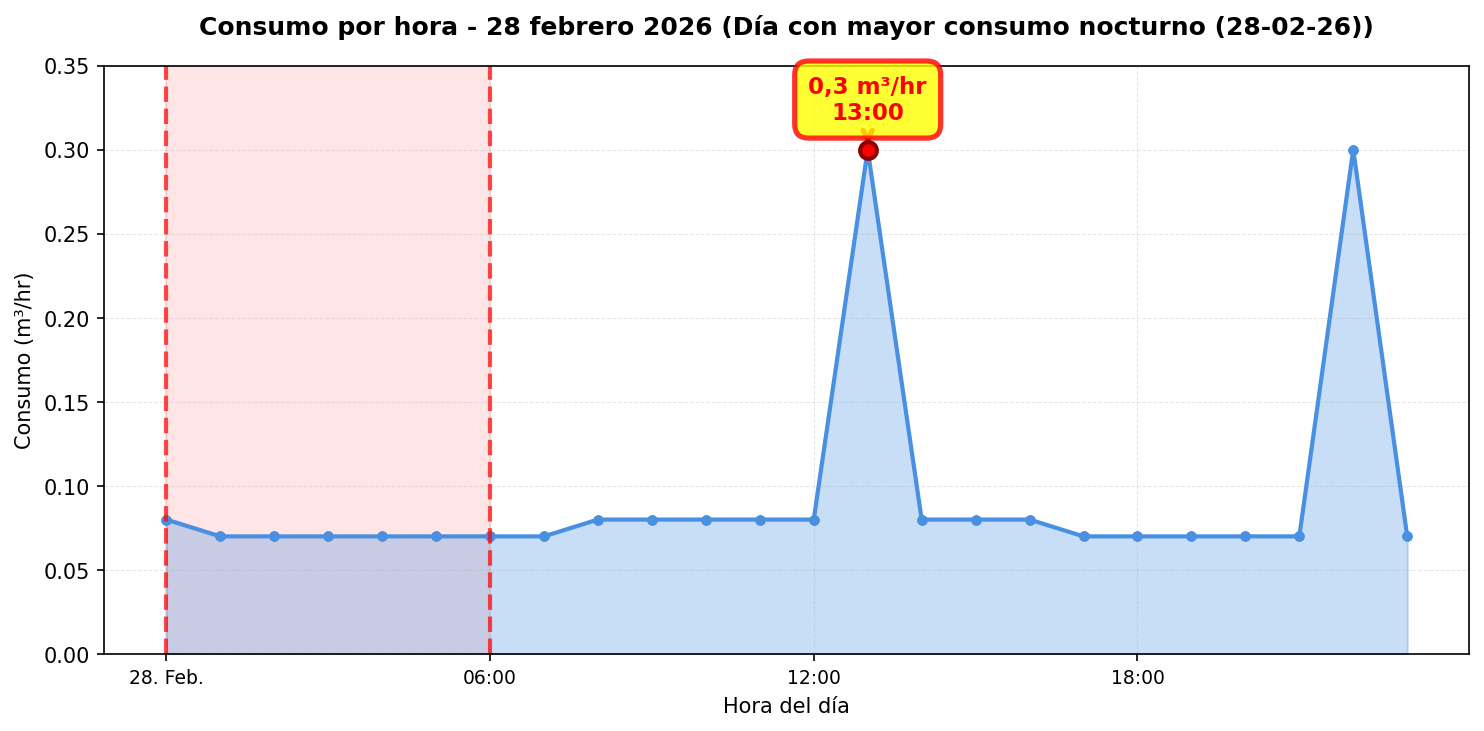 Consumo por hora - 28 febrero 2026 (Día con mayor consumo nocturno (28-02-26))
0,3 m³/hr
13:00
Consumo (m³/hr)
0.35
0.30
0.25
0.20
0.15
0.10
0.05
0.00
28. Feb.
06:00
12:00
18:00
Hora del día